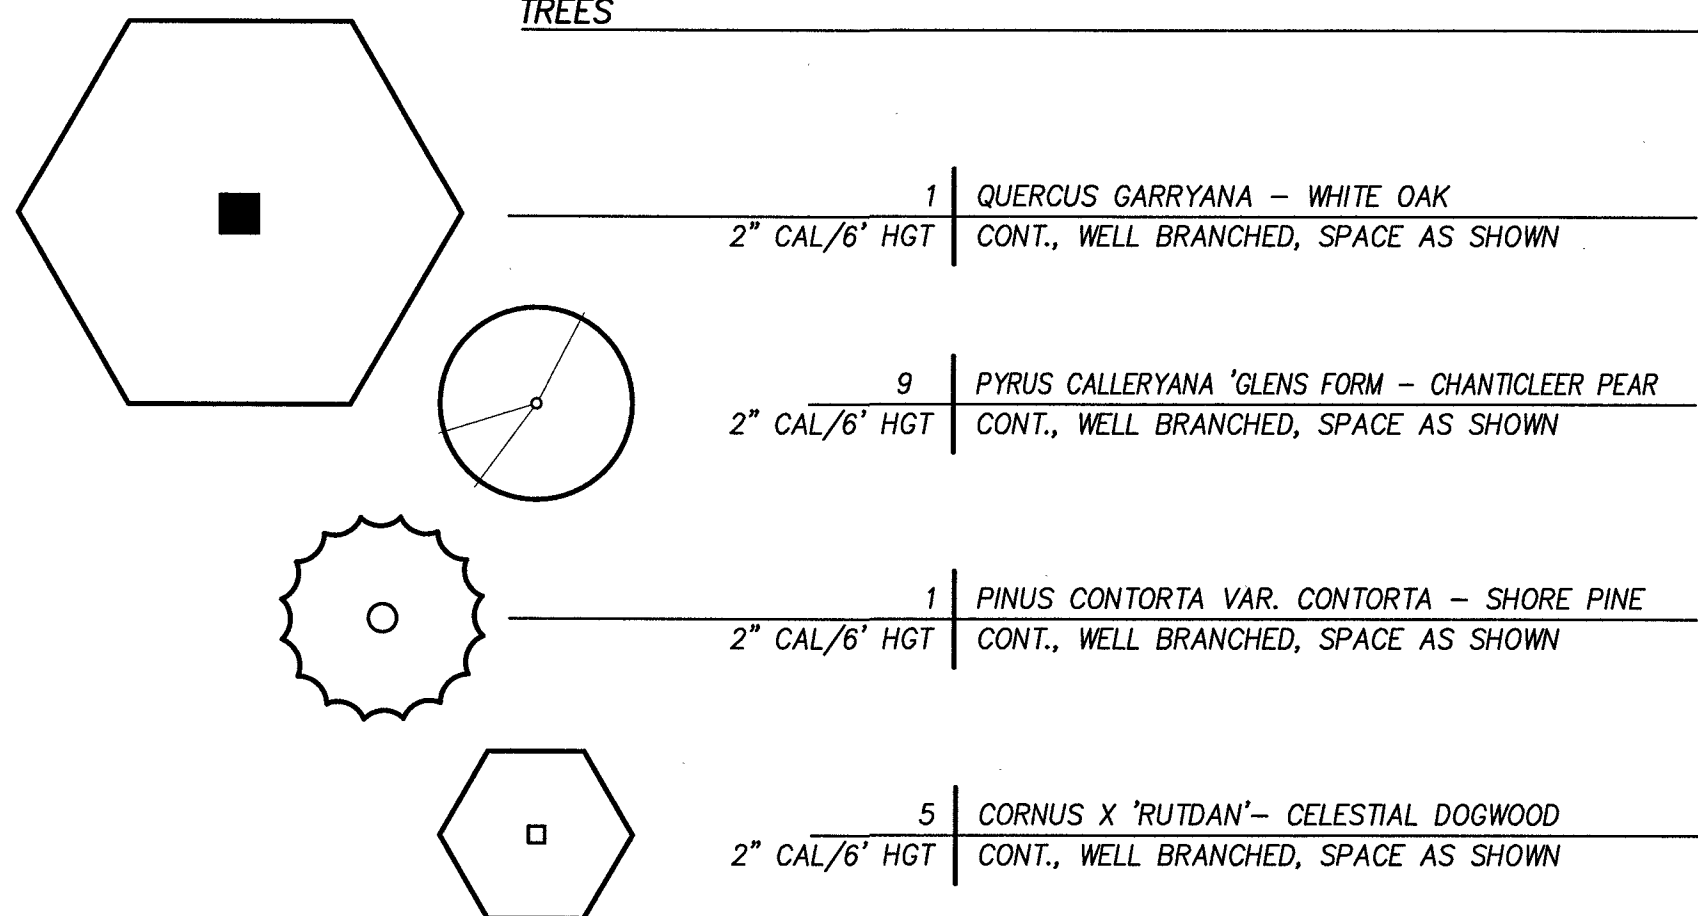 TREES
1 QUERCUS GARRYANA – WHITE OAK
2" CAL/6' HGT CONT., WELL BRANCHED, SPACE AS SHOWN
9 PYRUS CALLERYANA 'GLENS FORM – CHANTICLEER PEAR
2" CAL/6' HGT CONT., WELL BRANCHED, SPACE AS SHOWN
1 PINUS CONTORTA VAR. CONTORTA – SHORE PINE
2" CAL/6' HGT CONT., WELL BRANCHED, SPACE AS SHOWN
5 CORNUS X 'RUTDAN'– CELESTIAL DOGWOOD
2" CAL/6' HGT CONT., WELL BRANCHED, SPACE AS SHOWN